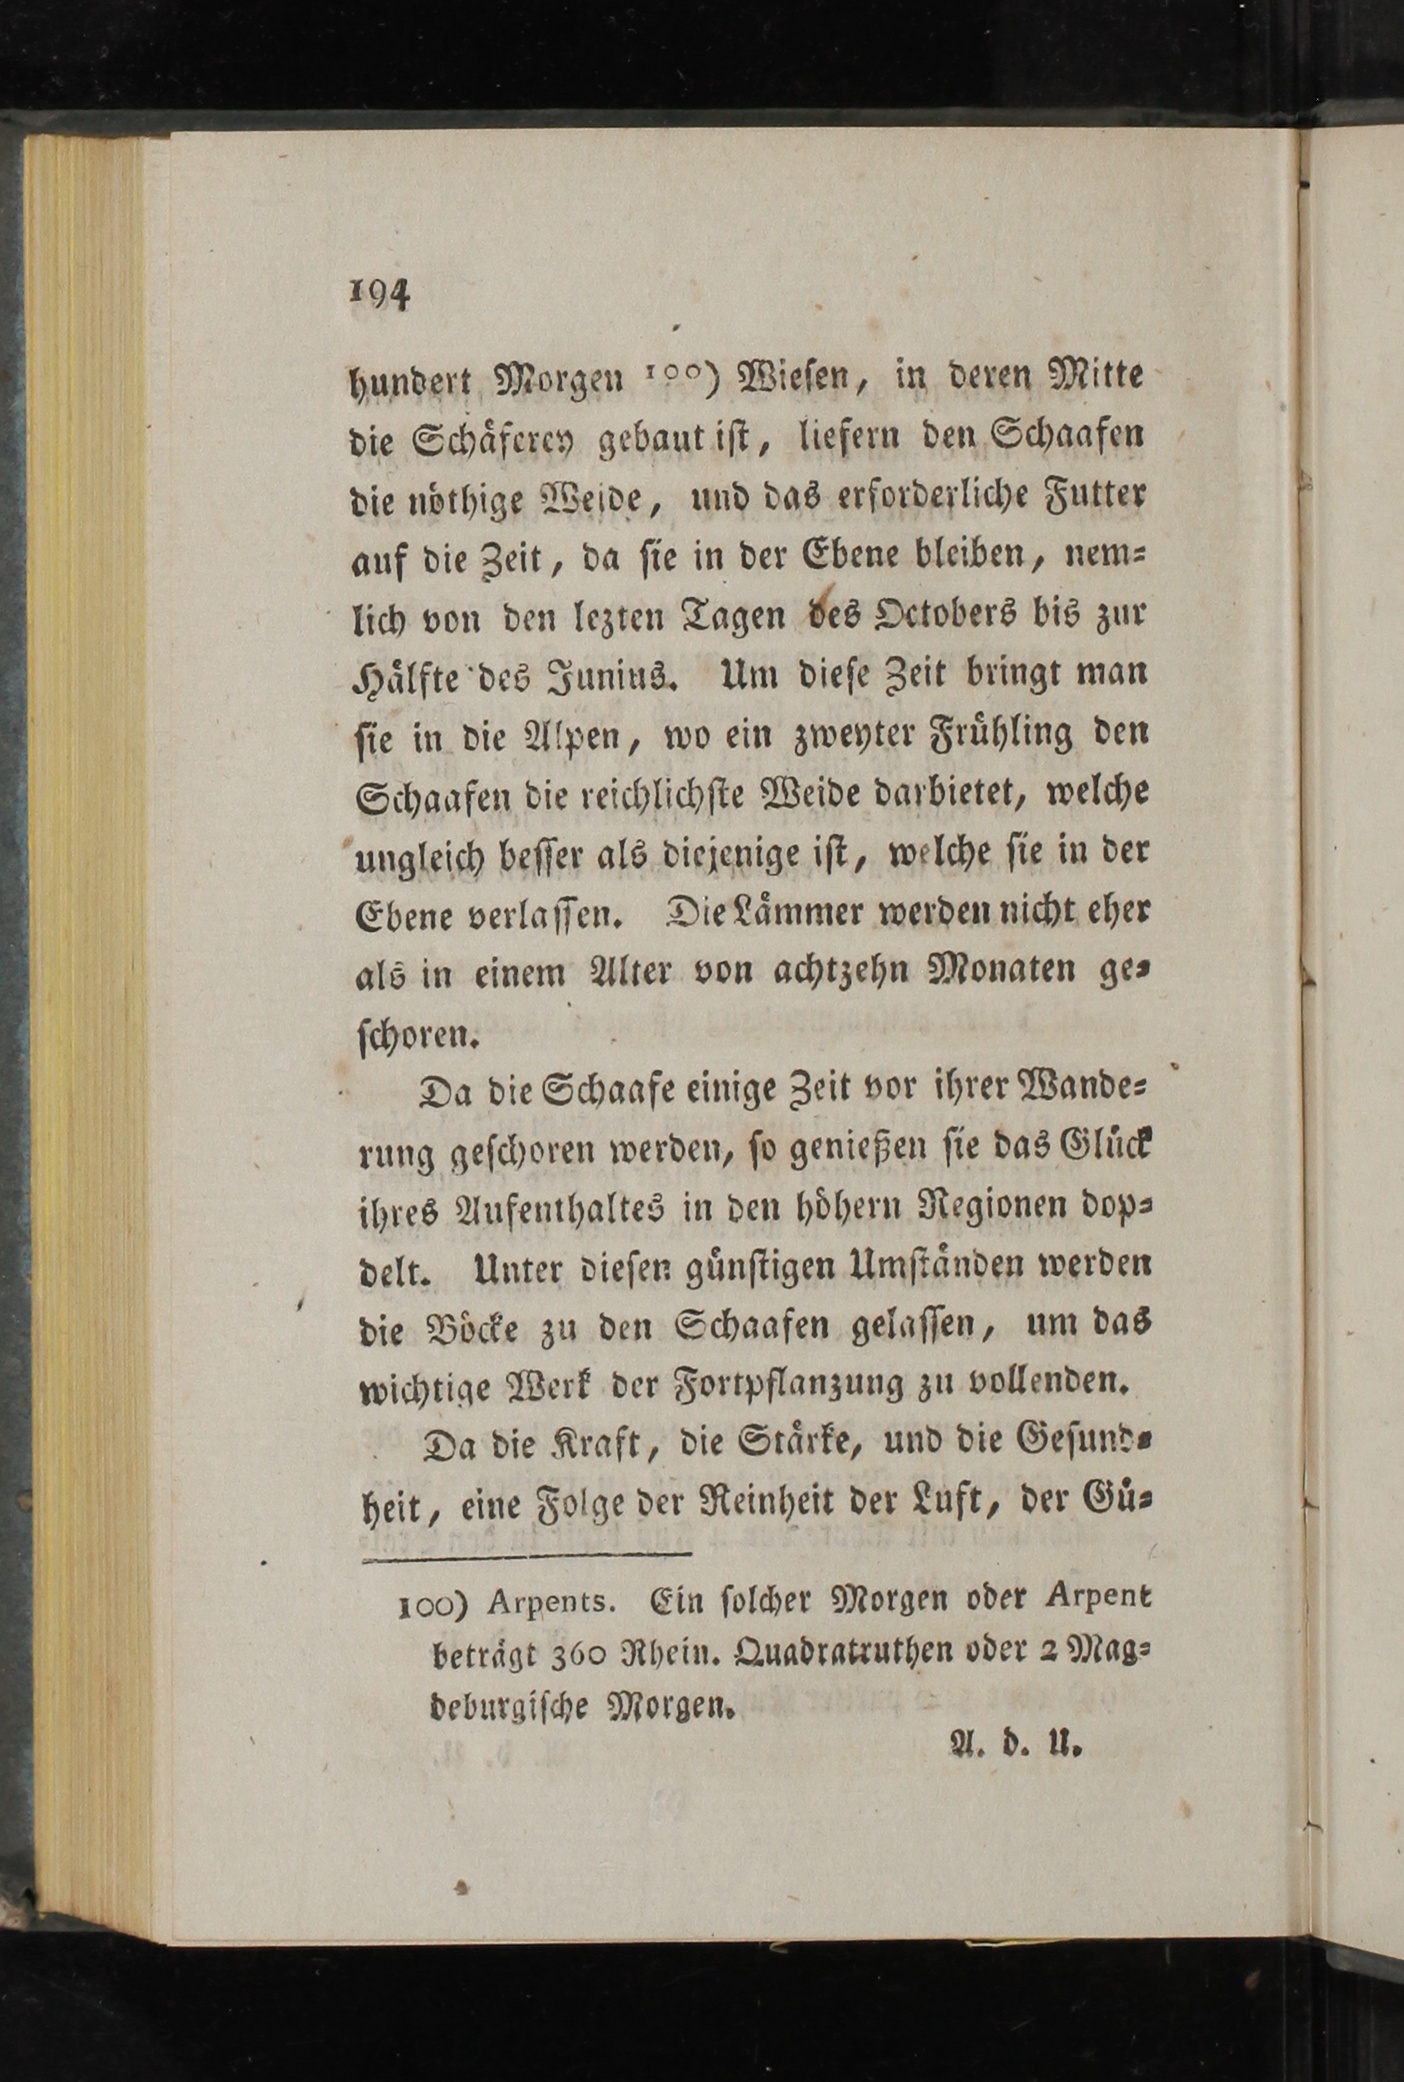 194
hundert Morgen ¹⁰⁰) Wiesen, in deren Mitte
die Schäferey gebaut ist, liefern den Schaafen
die nöthige Weide, und das erforderliche Futter
auf die Zeit, da sie in der Ebene bleiben, nem-
lich von den lezten Tagen des Octobers bis zur
Hälfte des Junius. Um diese Zeit bringt man
sie in die Alpen, wo ein zweyter Frühling den
Schaafen die reichlichste Weide darbietet, welche
ungleich besser als diejenige ist, welche sie in der
Ebene verlassen. Die Lämmer werden nicht eher
als in einem Alter von achtzehn Monaten ge-
schoren.
Da die Schaafe einige Zeit vor ihrer Wande-
rung geschoren werden, so genießen sie das Glück
ihres Aufenthaltes in den höhern Regionen dop-
delt. Unter diesen günstigen Umständen werden
die Böcke zu den Schaafen gelassen, um das
wichtige Werk der Fortpflanzung zu vollenden.
Da die Kraft, die Stärke, und die Gesund-
heit, eine Folge der Reinheit der Luft, der Gü-
100) Arpents. Ein solcher Morgen oder Arpent
beträgt 360 Rhein. Quadratruthen oder 2 Mag-
deburgische Morgen.
A. d. U.